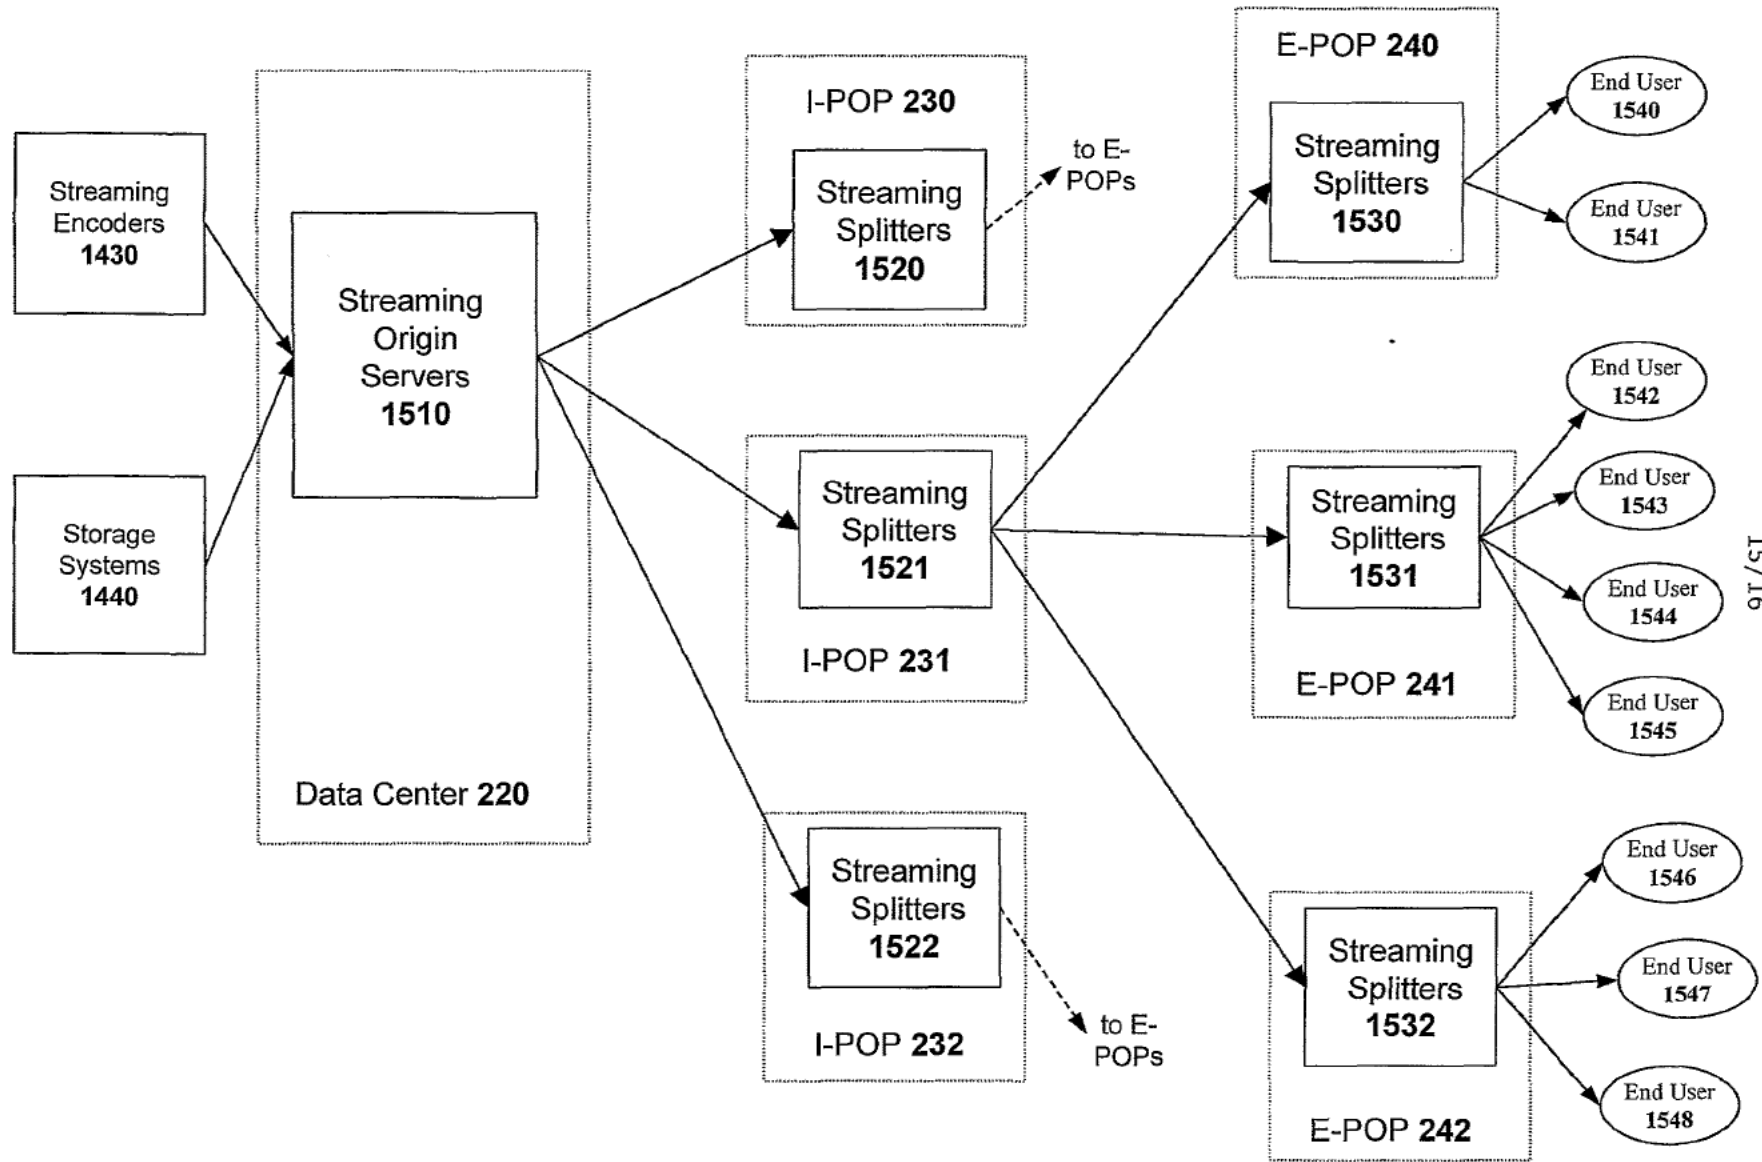 Streaming
Encoders
1430
Storage
Systems
1440
Streaming
Origin
Servers
1510
Data Center 220
I-POP 230
Streaming
Splitters
1520
to E-
POPs
Streaming
Splitters
1521
I-POP 231
Streaming
Splitters
1522
I-POP 232
to E-
POPs
E-POP 240
Streaming
Splitters
1530
Streaming
Splitters
1531
E-POP 241
Streaming
Splitters
1532
E-POP 242
End User
1540
End User
1541
End User
1542
End User
1543
End User
1544
End User
1545
End User
1546
End User
1547
End User
1548
15/16